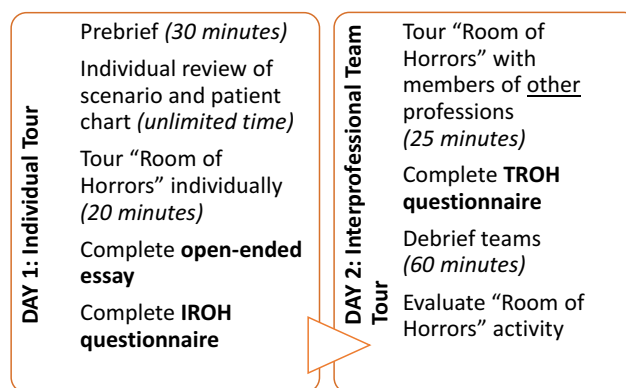 DAY 1: Individual Tour
Prebrief (30 minutes)
Individual review of
scenario and patient
chart (unlimited time)
Tour “Room of
Horrors” individually
(20 minutes)
Complete open-ended
essay
Complete IROH
questionnaire
DAY 2: Interprofessional Team
Tour
Tour “Room of
Horrors” with
members of other
professions
(25 minutes)
Complete TROH
questionnaire
Debrief teams
(60 minutes)
Evaluate “Room of
Horrors” activity